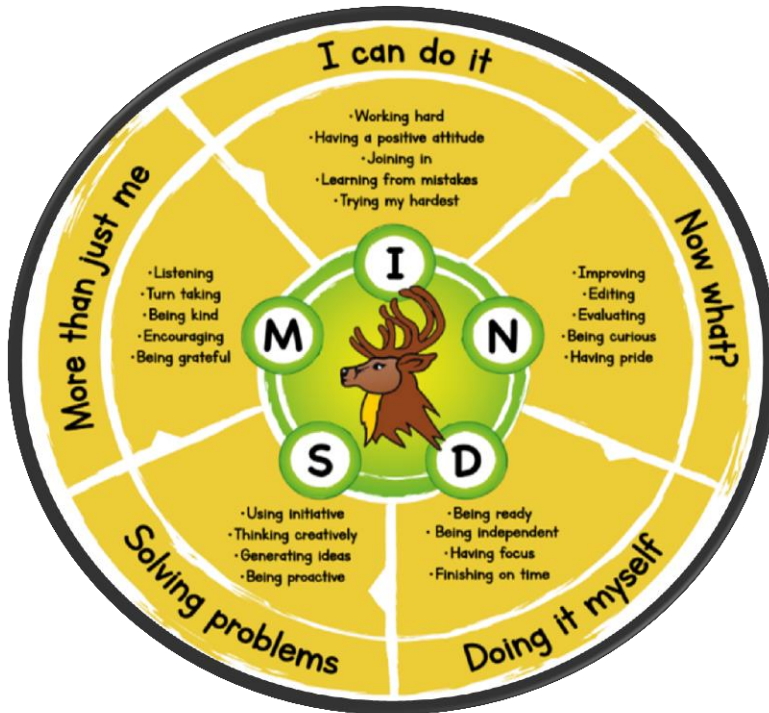 I can do it
·Working hard
·Having a positive attitude
·Joining in
·Learning from mistakes
·Trying my hardest
I
Now what?
·Improving
·Editing
·Evaluating
·Being curious
·Having pride
N
Doing it myself
·Being ready
·Being independent
·Having focus
·Finishing on time
D
Solving problems
·Using initiative
·Thinking creatively
·Generating ideas
·Being proactive
S
More than just me
·Listening
·Turn taking
·Being kind
·Encouraging
·Being grateful
M